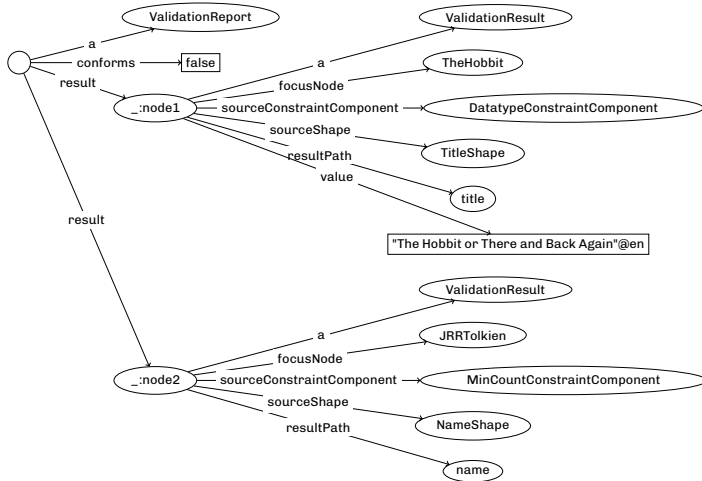 ValidationReport
ValidationResult
a
a
conforms
false
TheHobbit
result
focusNode
_:node1
sourceConstraintComponent
DatatypeConstraintComponent
sourceShape
TitleShape
resultPath
value
title
result
"The Hobbit or There and Back Again"@en
ValidationResult
a
JRRTolkien
focusNode
_:node2
sourceConstraintComponent
MinCountConstraintComponent
sourceShape
NameShape
resultPath
name